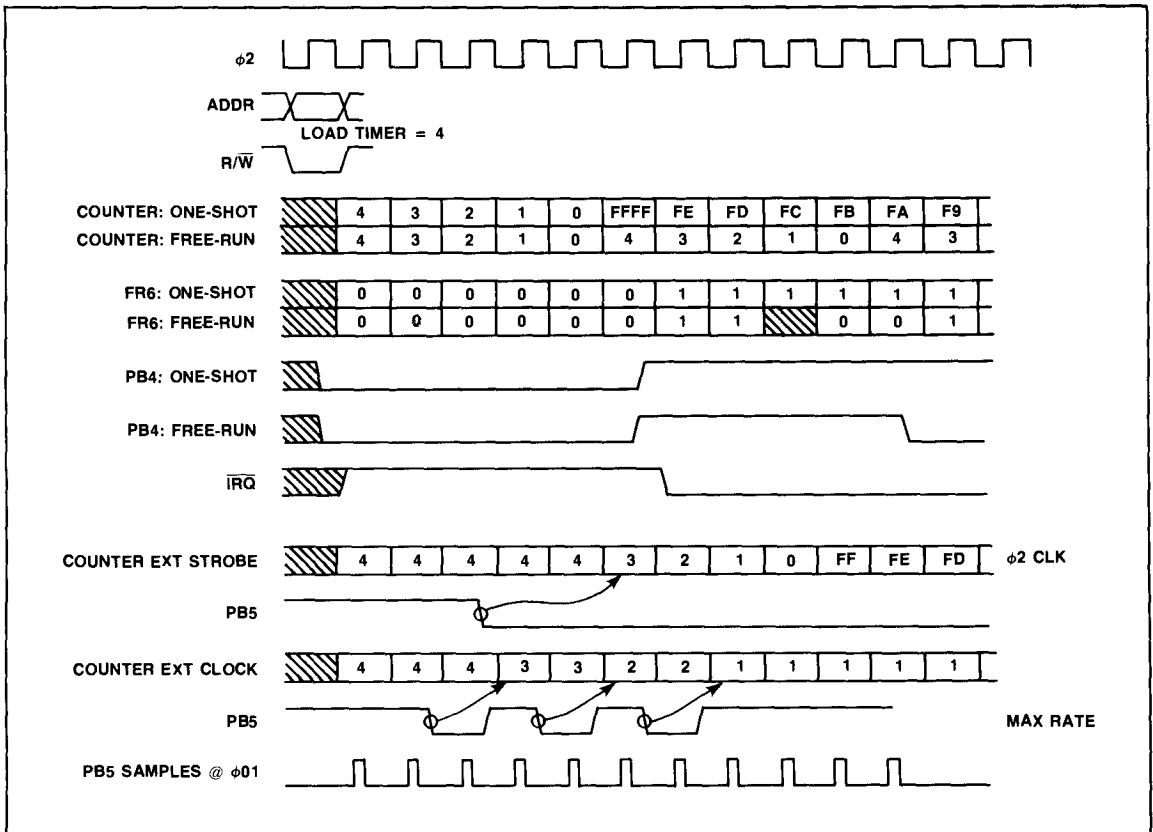 φ2
ADDR
LOAD TIMER = 4
R/W̅
COUNTER: ONE-SHOT 4 3 2 1 0 FFFF FE FD FC FB FA F9
COUNTER: FREE-RUN 4 3 2 1 0 4 3 2 1 0 4 3
FR6: ONE-SHOT 0 0 0 0 0 0 1 1 1 1 1 1
FR6: FREE-RUN 0 0 0 0 0 0 1 1 0 0 1
PB4: ONE-SHOT
PB4: FREE-RUN
I̅R̅Q̅
COUNTER EXT STROBE 4 4 4 4 4 3 2 1 0 FF FE FD φ2 CLK
PB5
COUNTER EXT CLOCK 4 4 4 3 3 2 2 1 1 1 1 1
PB5 MAX RATE
PB5 SAMPLES @ φ01